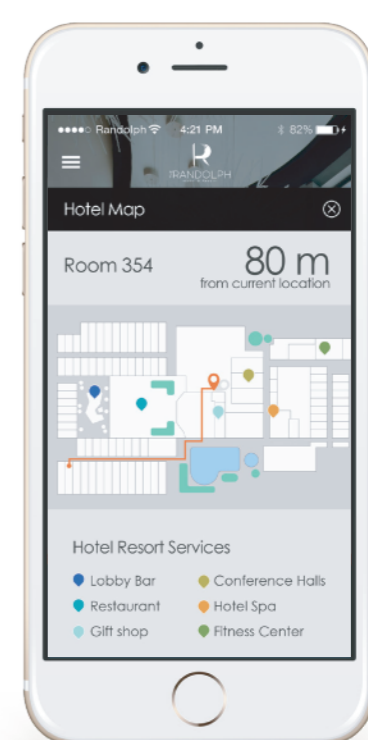 Randolph 4:21 PM 82%
R
THE RANDOLPH
Hotel Map
Room 354
80 m
from current location
Hotel Resort Services
Lobby Bar
Conference Halls
Restaurant
Hotel Spa
Gift shop
Fitness Center